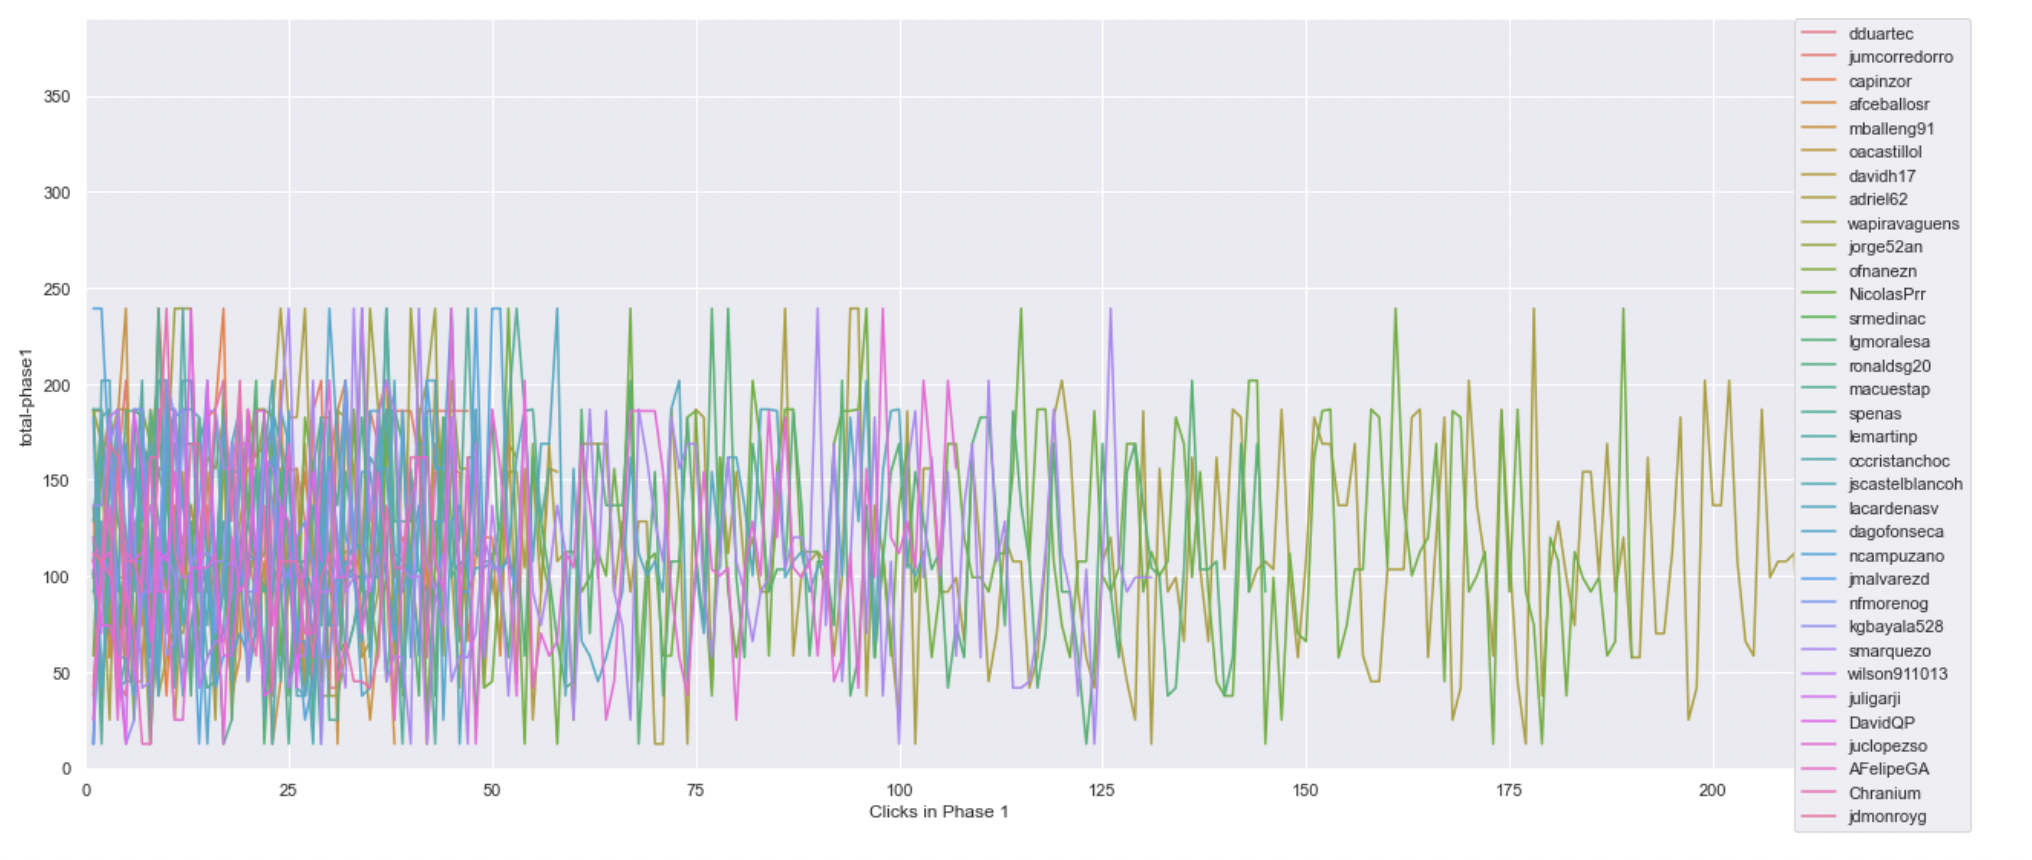 350
300
250
200
150
100
50
0
total-phase1
0 25 50 75 100 125 150 175 200
Clicks in Phase 1
dduartec
jumcorredorro
capinzor
afceballosr
mballeng91
oacastillol
davidh17
adriel62
wapiravaguens
jorge52an
ofnanezn
NicolasPrr
srmedinac
lgmoralesa
ronaldsg20
macuestap
spenas
lemartinp
cccristanchoc
jscastelblancoh
lacardenasv
dagofonseca
ncampuzano
jmalvarezd
nfmorenog
kgbayala528
smarquezo
wilson911013
juligarji
DavidQP
juclopezso
AFelipeGA
Chranium
jdmonroyg